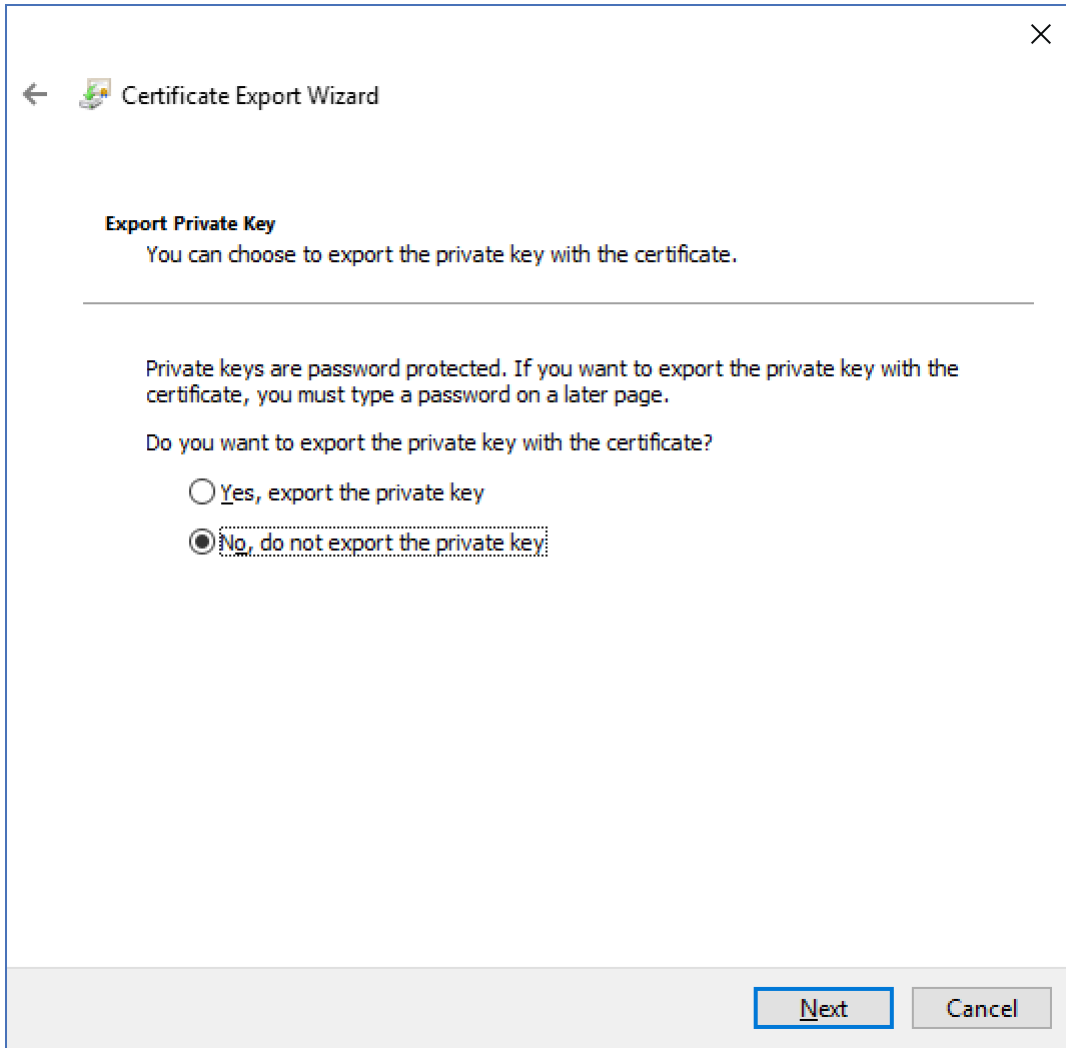 Certificate Export Wizard
Export Private Key
You can choose to export the private key with the certificate.
Private keys are password protected. If you want to export the private key with the
certificate, you must type a password on a later page.
Do you want to export the private key with the certificate?
Yes, export the private key
No, do not export the private key
Next
Cancel